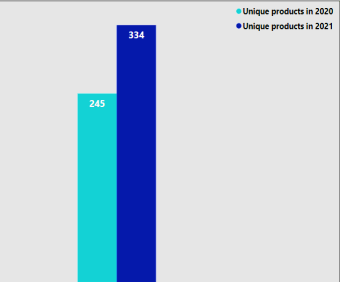 Unique products in 2020
Unique products in 2021
334
245